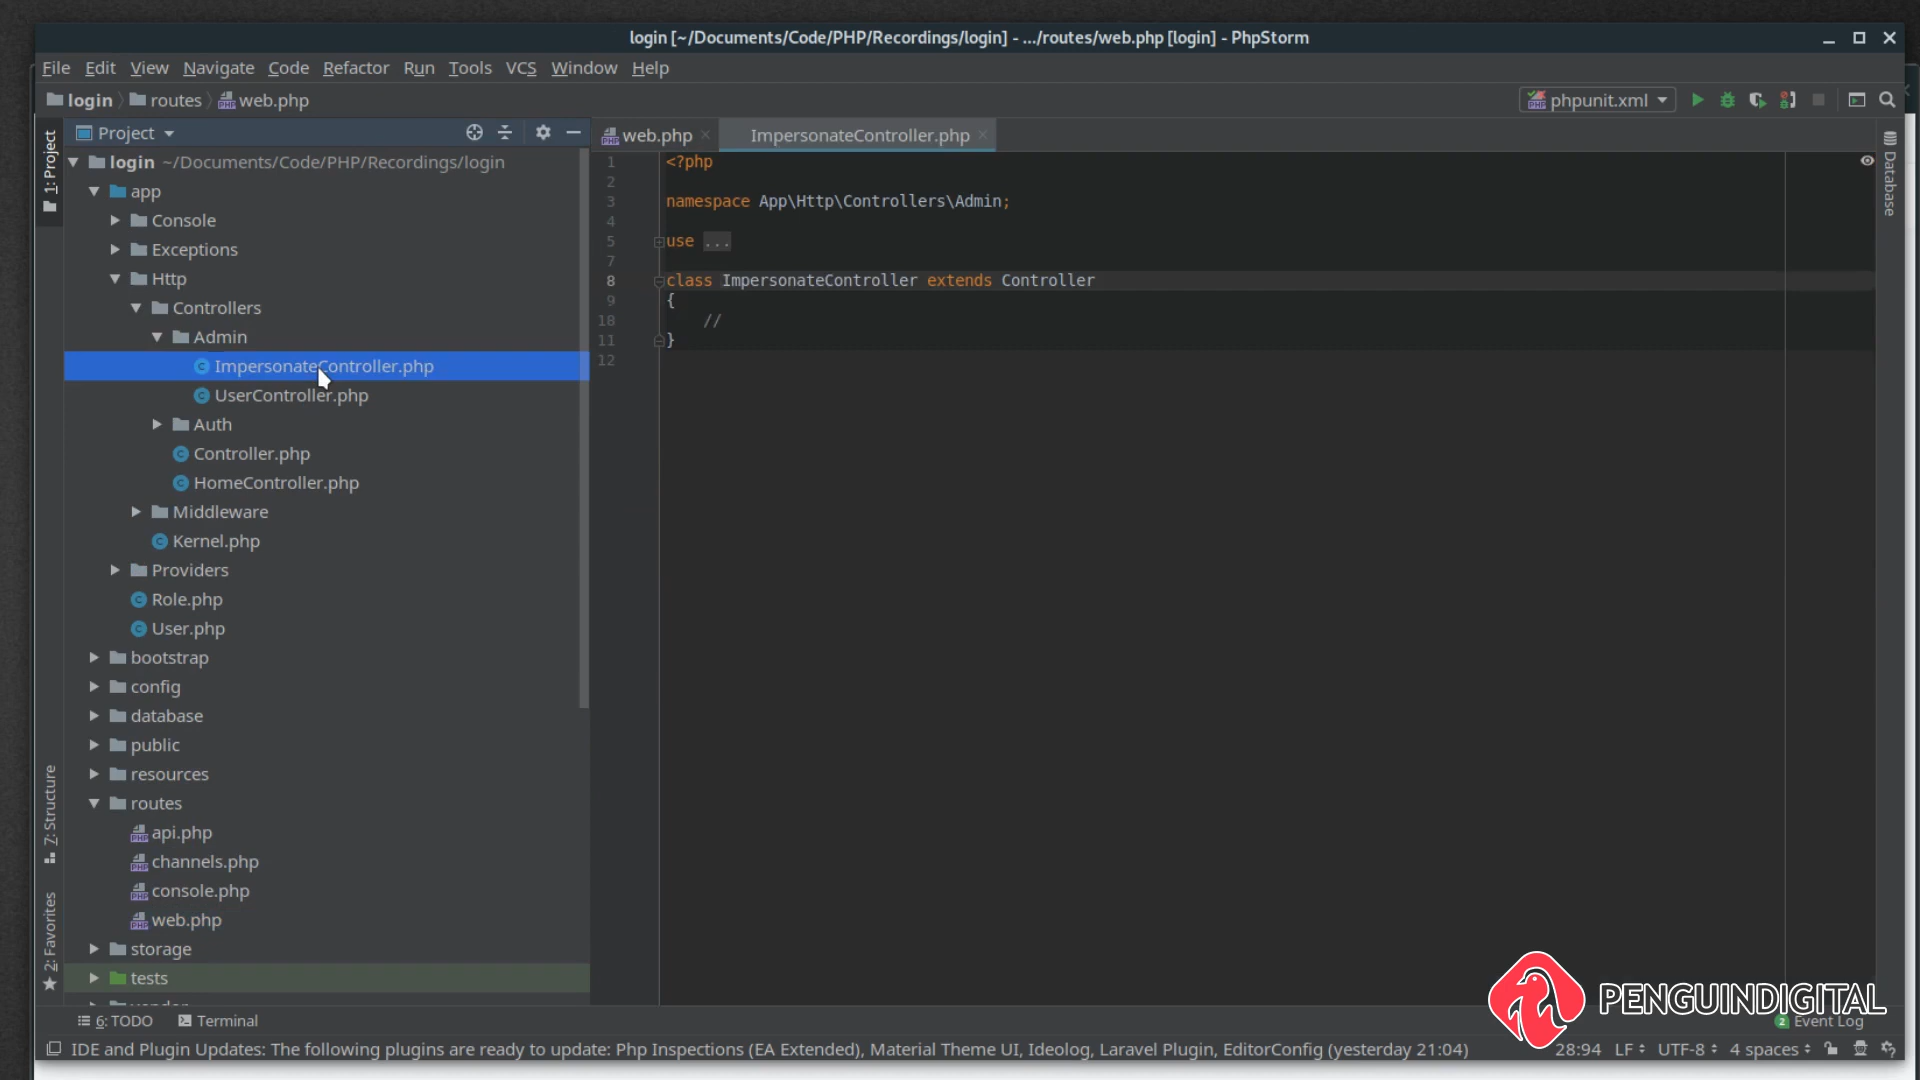 login [~/Documents/Code/PHP/Recordings/login] - .../routes/web.php [login] - PhpStorm
File Edit View Navigate Code Refactor Run Tools VCS Window Help
login routes web.php
phpunit.xml
1: Project
7: Structure
2: Favorites
Project
login ~/Documents/Code/PHP/Recordings/login
app
Console
Exceptions
Http
Controllers
Admin
ImpersonateController.php
UserController.php
Auth
Controller.php
HomeController.php
Middleware
Kernel.php
Providers
Role.php
User.php
bootstrap
config
database
public
resources
routes
api.php
channels.php
console.php
web.php
storage
tests
web.php ImpersonateController.php
1 <?php
2
3 namespace App\Http\Controllers\Admin;
4
5 use ...
7
8 class ImpersonateController extends Controller
9 {
10 //
11 }
12
Database
PENGUINDIGITAL
6: TODO Terminal
2 Event Log
IDE and Plugin Updates: The following plugins are ready to update: Php Inspections (EA Extended), Material Theme UI, Ideolog, Laravel Plugin, EditorConfig (yesterday 21:04)
28:94 LF UTF-8 4 spaces